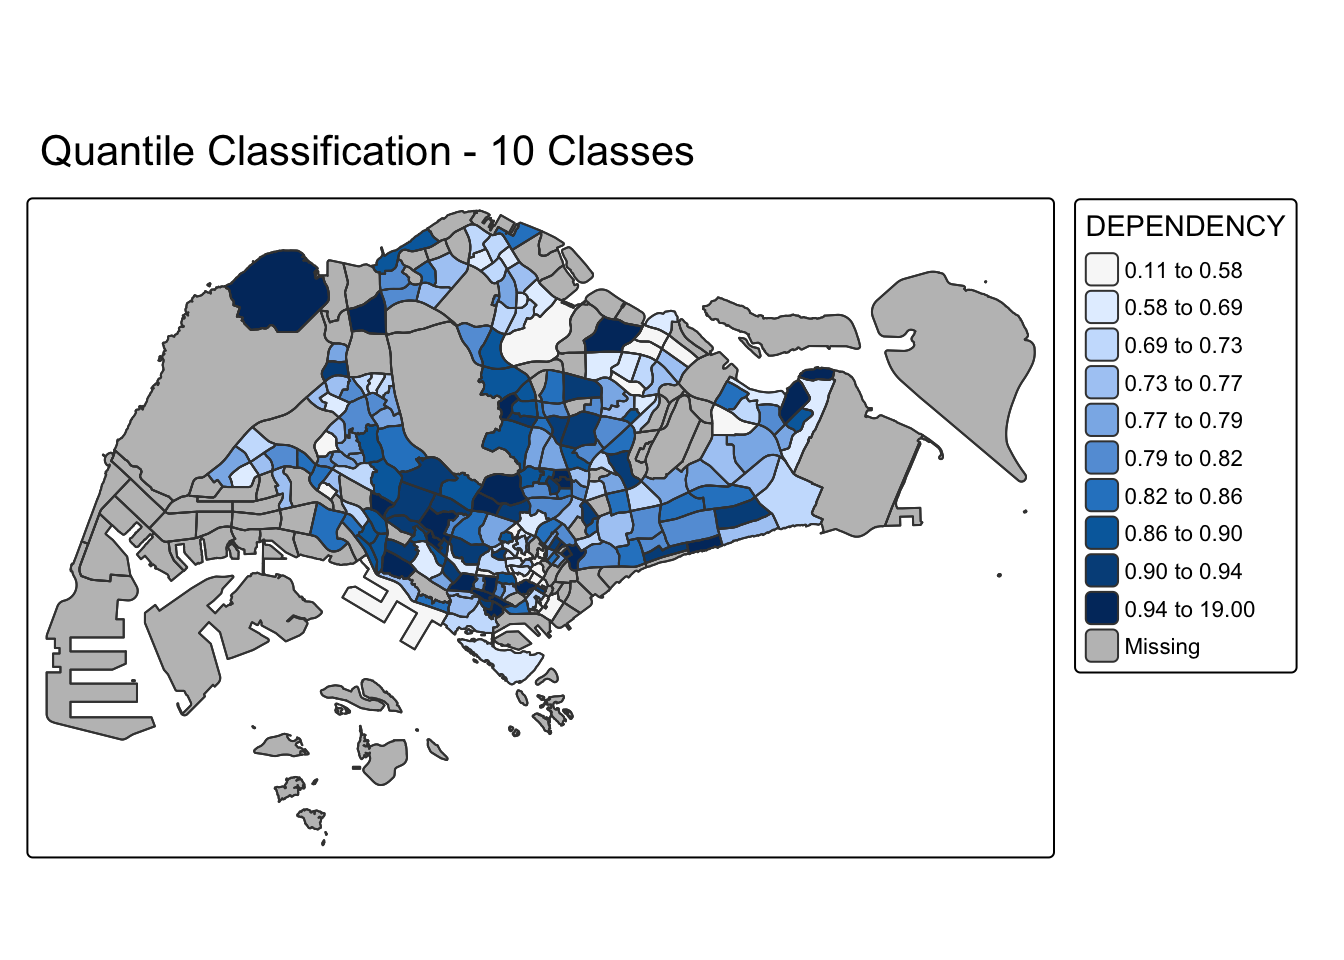 Quantile Classification - 10 Classes
DEPENDENCY
0.11 to 0.58
0.58 to 0.69
0.69 to 0.73
0.73 to 0.77
0.77 to 0.79
0.79 to 0.82
0.82 to 0.86
0.86 to 0.90
0.90 to 0.94
0.94 to 19.00
Missing